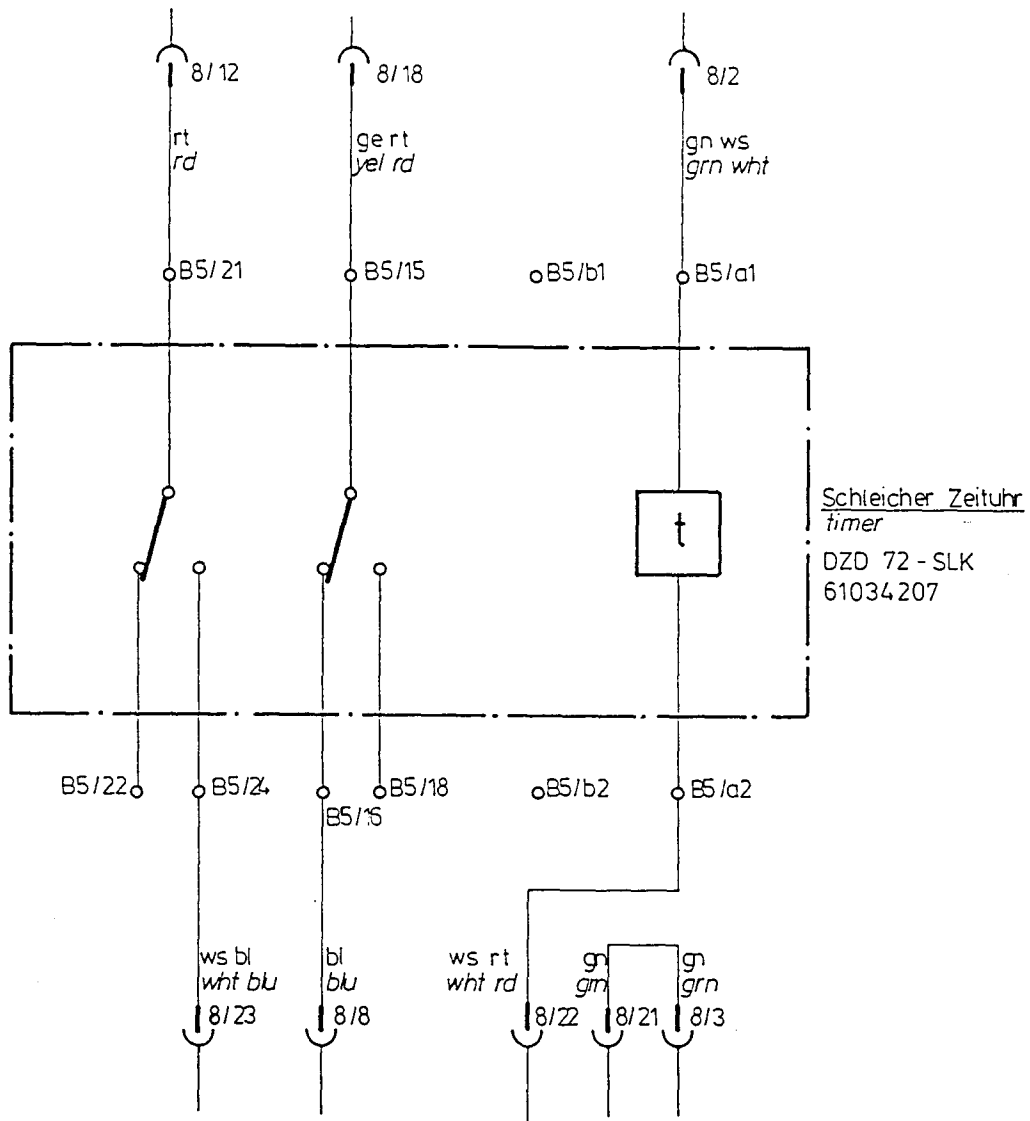 8/12
8/18
8/2
rt
rd
ge rt
yel rd
gn ws
grn wht
B5/21
B5/15
B5/b1
B5/a1
t
Schleicher Zeituhr
timer
DZD 72 - SLK
61034207
B5/22
B5/24
B5/16
B5/18
B5/b2
B5/a2
ws bl
wht blu
bl
blu
ws rt
wht rd
gn
grn
gn
grn
8/23
8/8
8/22
8/21
8/3